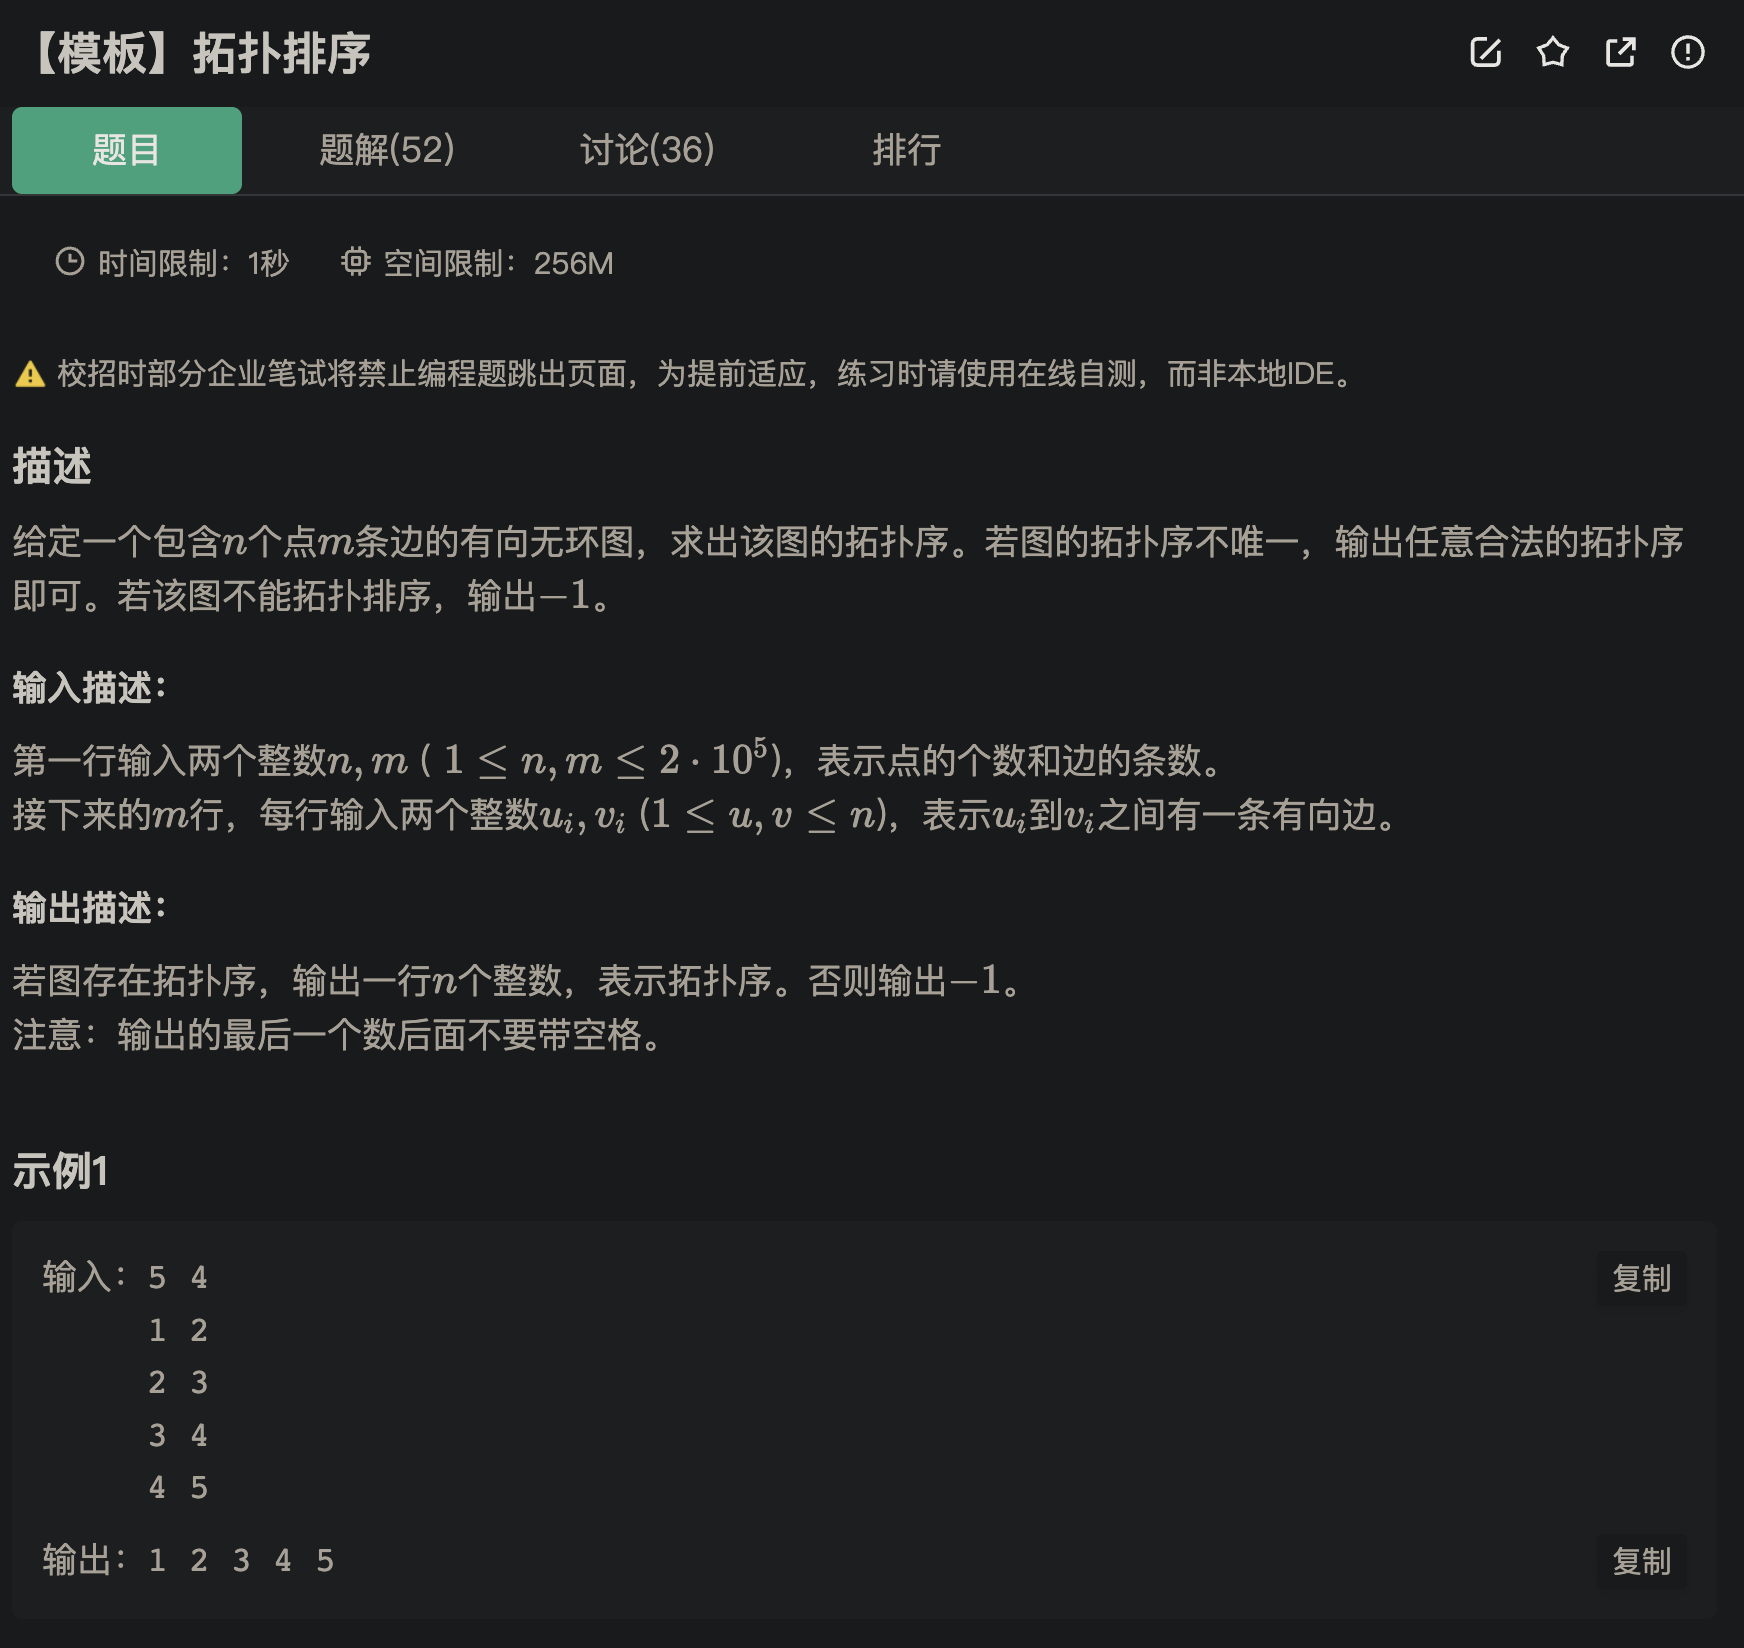 【模板】拓扑排序
题目 题解(52) 讨论(36) 排行
时间限制：1秒 空间限制：256M
校招时部分企业笔试将禁止编程题跳出页面，为提前适应，练习时请使用在线自测，而非本地IDE。
描述
给定一个包含n个点m条边的有向无环图，求出该图的拓扑序。若图的拓扑序不唯一，输出任意合法的拓扑序
即可。若该图不能拓扑排序，输出−1。
输入描述：
第一行输入两个整数n,m ( 1 ≤ n,m ≤ 2 · 10⁵)，表示点的个数和边的条数。
接下来的m行，每行输入两个整数uᵢ,vᵢ (1 ≤ u,v ≤ n)，表示uᵢ到vᵢ之间有一条有向边。
输出描述：
若图存在拓扑序，输出一行n个整数，表示拓扑序。否则输出−1。
注意：输出的最后一个数后面不要带空格。
示例1
输入：5 4 复制
1 2
2 3
3 4
4 5
输出：1 2 3 4 5 复制